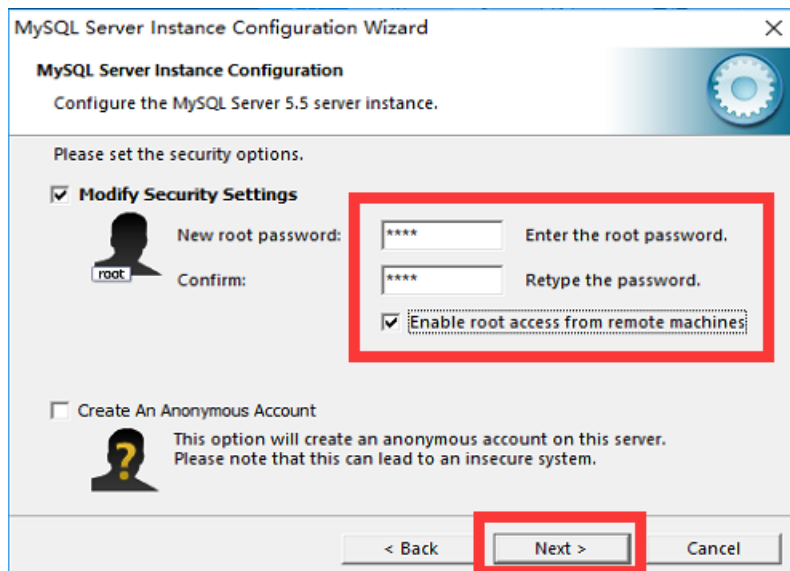 MySQL Server Instance Configuration Wizard
MySQL Server Instance Configuration
Configure the MySQL Server 5.5 server instance.
Please set the security options.
Modify Security Settings
New root password: **** Enter the root password.
root
Confirm: **** Retype the password.
Enable root access from remote machines
Create An Anonymous Account
This option will create an anonymous account on this server.
Please note that this can lead to an insecure system.
< Back Next > Cancel